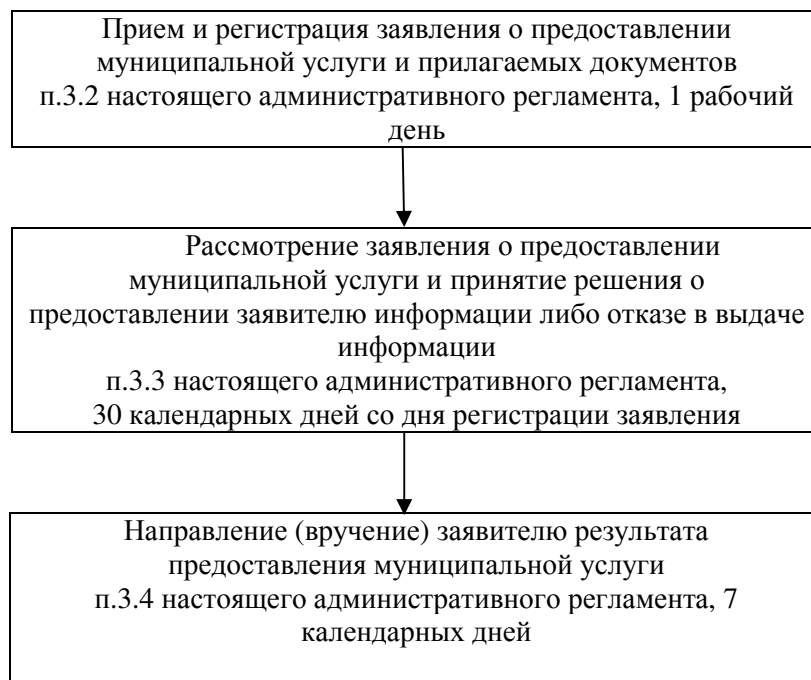 Прием и регистрация заявления о предоставлении
муниципальной услуги и прилагаемых документов
п.3.2 настоящего административного регламента, 1 рабочий
день
Рассмотрение заявления о предоставлении
муниципальной услуги и принятие решения о
предоставлении заявителю информации либо отказе в выдаче
информации
п.3.3 настоящего административного регламента,
30 календарных дней со дня регистрации заявления
Направление (вручение) заявителю результата
предоставления муниципальной услуги
п.3.4 настоящего административного регламента, 7
календарных дней